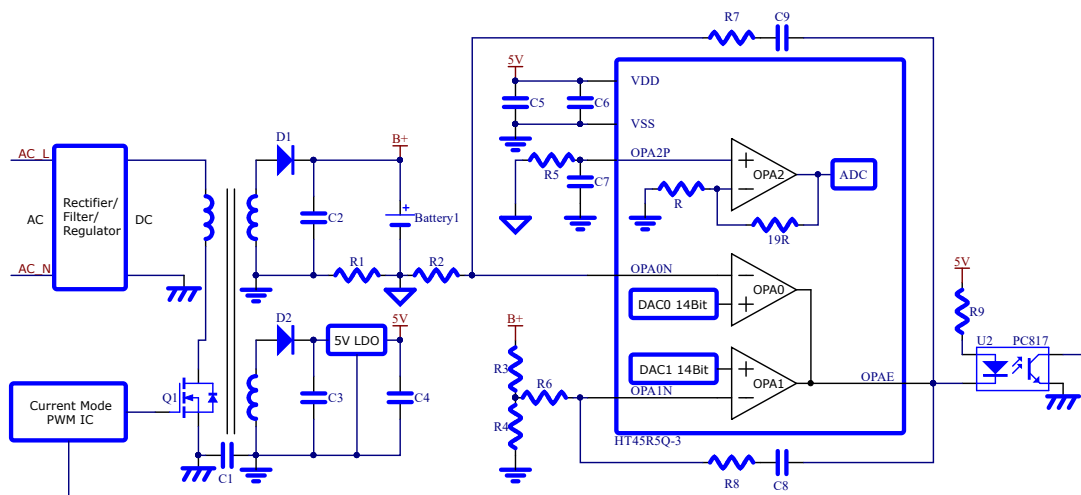 R7
C9
5V
VDD
C5
C6
VSS
D1
B+
OPA2P
AC_L
R5
C7
OPA2
ADC
R
19R
Rectifier/
Filter/
Regulator
AC
DC
C2
Battery1
AC_N
R1
R2
OPA0N
OPA0
DAC0 14Bit
5V
R9
D2
5V
B+
5V LDO
U2
PC817
R3
DAC1 14Bit
OPA1
OPAE
R6
OPA1N
Q1
C3
C4
Current Mode
PWM IC
R4
HT45R5Q-3
C1
R8
C8